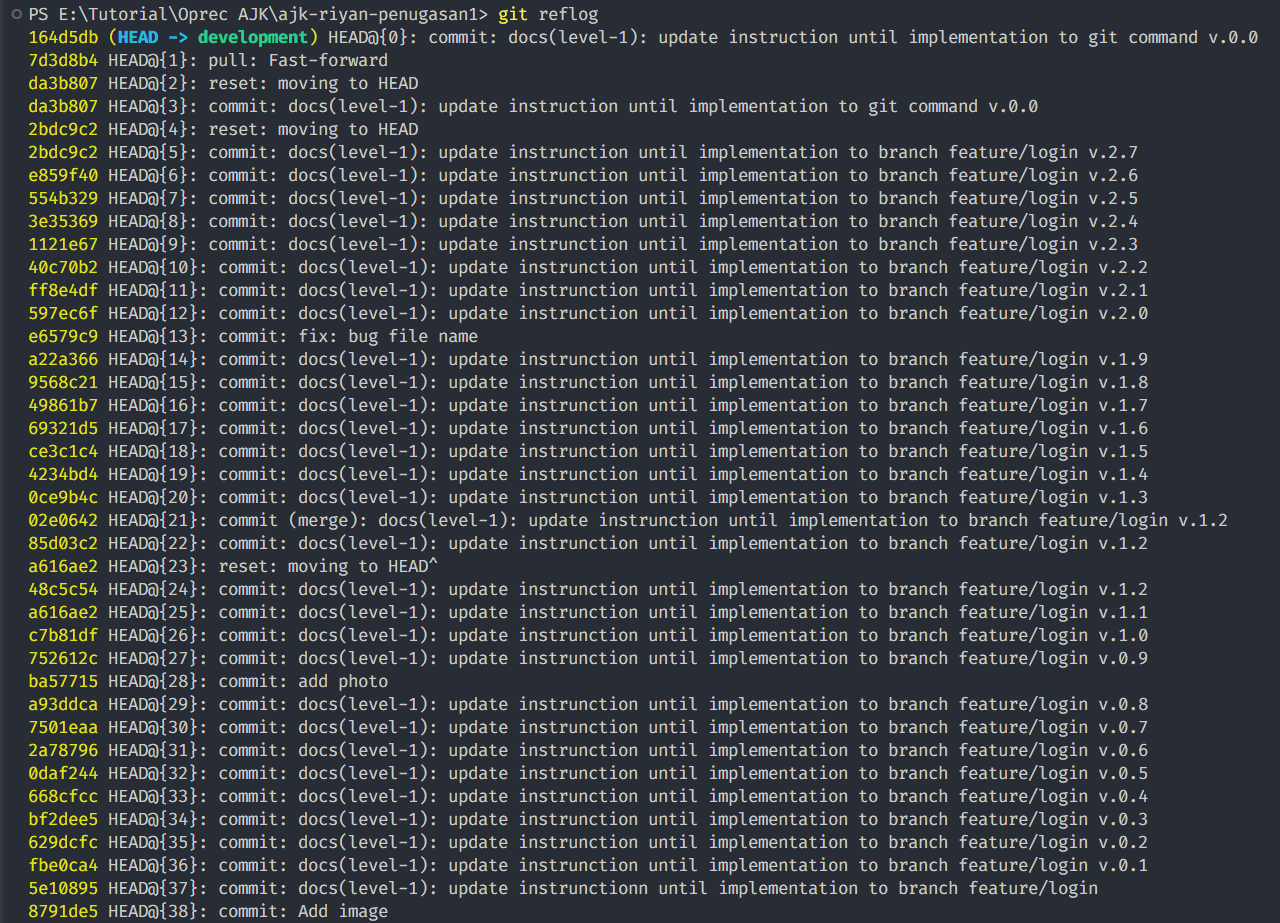 PS E:\Tutorial\Oprec AJK\ajk-riyan-penugasan1> git reflog
164d5db (HEAD -> development) HEAD@{0}: commit: docs(level-1): update instruction until implementation to git command v.0.0
7d3d8b4 HEAD@{1}: pull: Fast-forward
da3b807 HEAD@{2}: reset: moving to HEAD
da3b807 HEAD@{3}: commit: docs(level-1): update instruction until implementation to git command v.0.0
2bdc9c2 HEAD@{4}: reset: moving to HEAD
2bdc9c2 HEAD@{5}: commit: docs(level-1): update instrunction until implementation to branch feature/login v.2.7
e859f40 HEAD@{6}: commit: docs(level-1): update instrunction until implementation to branch feature/login v.2.6
554b329 HEAD@{7}: commit: docs(level-1): update instrunction until implementation to branch feature/login v.2.5
3e35369 HEAD@{8}: commit: docs(level-1): update instrunction until implementation to branch feature/login v.2.4
1121e67 HEAD@{9}: commit: docs(level-1): update instrunction until implementation to branch feature/login v.2.3
40c70b2 HEAD@{10}: commit: docs(level-1): update instrunction until implementation to branch feature/login v.2.2
ff8e4df HEAD@{11}: commit: docs(level-1): update instrunction until implementation to branch feature/login v.2.1
597ec6f HEAD@{12}: commit: docs(level-1): update instrunction until implementation to branch feature/login v.2.0
e6579c9 HEAD@{13}: commit: fix: bug file name
a22a366 HEAD@{14}: commit: docs(level-1): update instrunction until implementation to branch feature/login v.1.9
9568c21 HEAD@{15}: commit: docs(level-1): update instrunction until implementation to branch feature/login v.1.8
49861b7 HEAD@{16}: commit: docs(level-1): update instrunction until implementation to branch feature/login v.1.7
69321d5 HEAD@{17}: commit: docs(level-1): update instrunction until implementation to branch feature/login v.1.6
ce3c1c4 HEAD@{18}: commit: docs(level-1): update instrunction until implementation to branch feature/login v.1.5
4234bd4 HEAD@{19}: commit: docs(level-1): update instrunction until implementation to branch feature/login v.1.4
0ce9b4c HEAD@{20}: commit: docs(level-1): update instrunction until implementation to branch feature/login v.1.3
02e0642 HEAD@{21}: commit (merge): docs(level-1): update instrunction until implementation to branch feature/login v.1.2
85d03c2 HEAD@{22}: commit: docs(level-1): update instrunction until implementation to branch feature/login v.1.2
a616ae2 HEAD@{23}: reset: moving to HEAD^
48c5c54 HEAD@{24}: commit: docs(level-1): update instrunction until implementation to branch feature/login v.1.2
a616ae2 HEAD@{25}: commit: docs(level-1): update instrunction until implementation to branch feature/login v.1.1
c7b81df HEAD@{26}: commit: docs(level-1): update instrunction until implementation to branch feature/login v.1.0
752612c HEAD@{27}: commit: docs(level-1): update instrunction until implementation to branch feature/login v.0.9
ba57715 HEAD@{28}: commit: add photo
a93ddca HEAD@{29}: commit: docs(level-1): update instrunction until implementation to branch feature/login v.0.8
7501eaa HEAD@{30}: commit: docs(level-1): update instrunction until implementation to branch feature/login v.0.7
2a78796 HEAD@{31}: commit: docs(level-1): update instrunction until implementation to branch feature/login v.0.6
0daf244 HEAD@{32}: commit: docs(level-1): update instrunction until implementation to branch feature/login v.0.5
668cfcc HEAD@{33}: commit: docs(level-1): update instrunction until implementation to branch feature/login v.0.4
bf2dee5 HEAD@{34}: commit: docs(level-1): update instrunction until implementation to branch feature/login v.0.3
629dcfc HEAD@{35}: commit: docs(level-1): update instrunction until implementation to branch feature/login v.0.2
fbe0ca4 HEAD@{36}: commit: docs(level-1): update instrunction until implementation to branch feature/login v.0.1
5e10895 HEAD@{37}: commit: docs(level-1): update instrunctionn until implementation to branch feature/login
8791de5 HEAD@{38}: commit: Add image